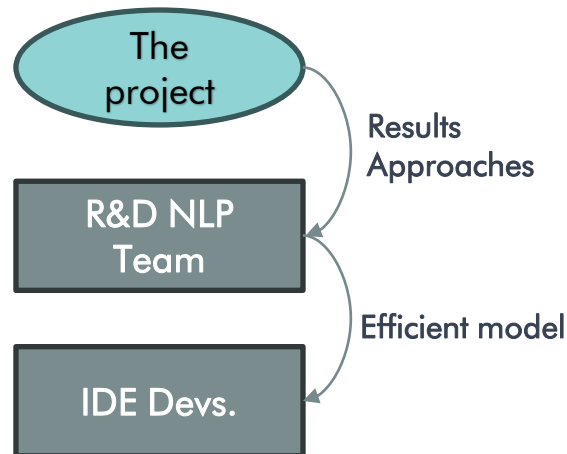 The
project
Results
Approaches
R&D NLP
Team
Efficient model
IDE Devs.